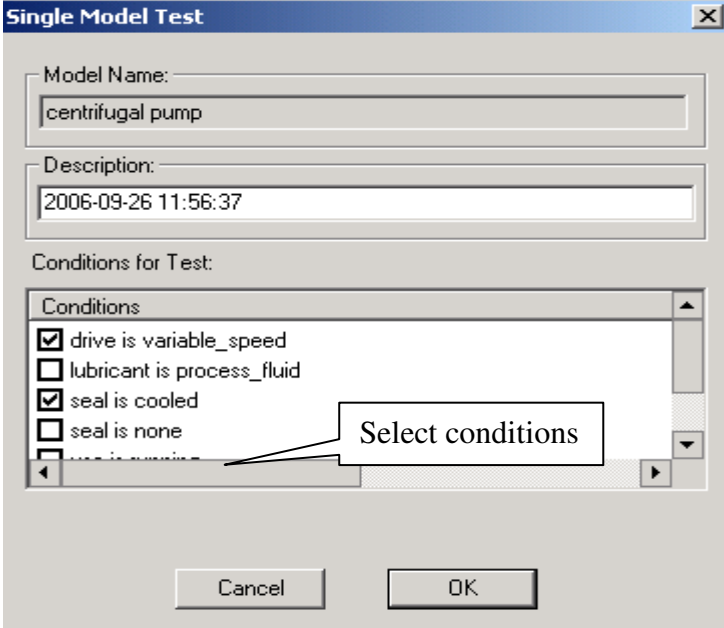 Single Model Test
Model Name:
centrifugal pump
Description:
2006-09-26 11:56:37
Conditions for Test:
Conditions
drive is variable_speed
lubricant is process_fluid
seal is cooled
seal is none
Select conditions
Cancel
OK